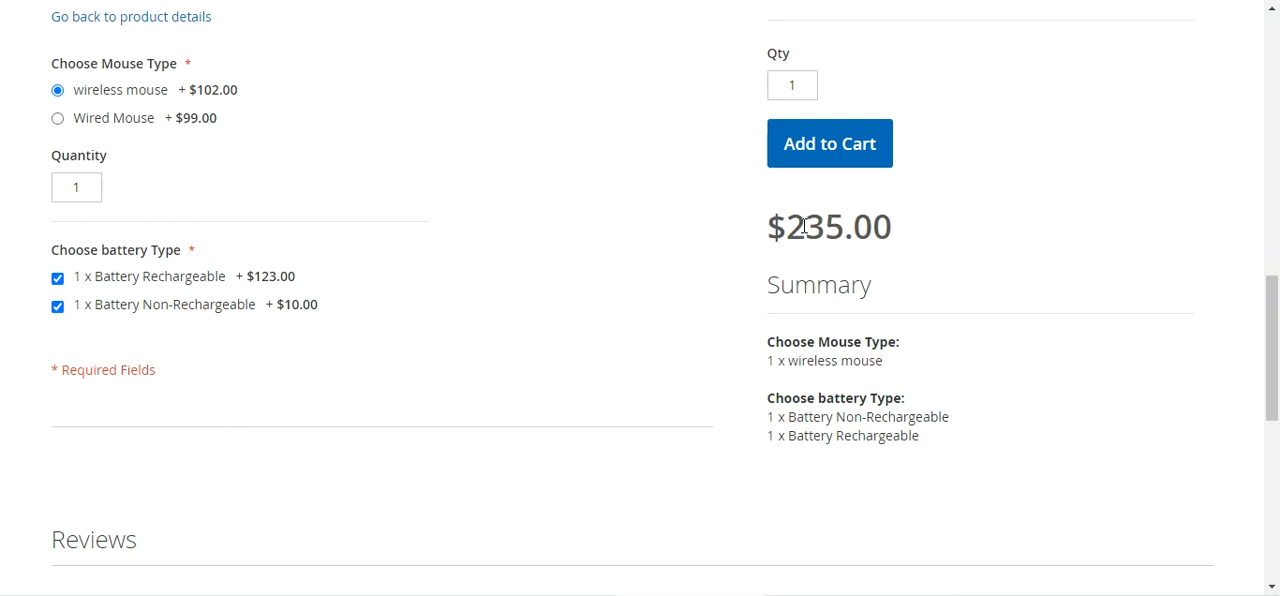 Go back to product details
Choose Mouse Type *
wireless mouse + $102.00
Wired Mouse + $99.00
Quantity
1
Choose battery Type *
1 x Battery Rechargeable + $123.00
1 x Battery Non-Rechargeable + $10.00
* Required Fields
Qty
1
Add to Cart
$235.00
Summary
Choose Mouse Type:
1 x wireless mouse
Choose battery Type:
1 x Battery Non-Rechargeable
1 x Battery Rechargeable
Reviews